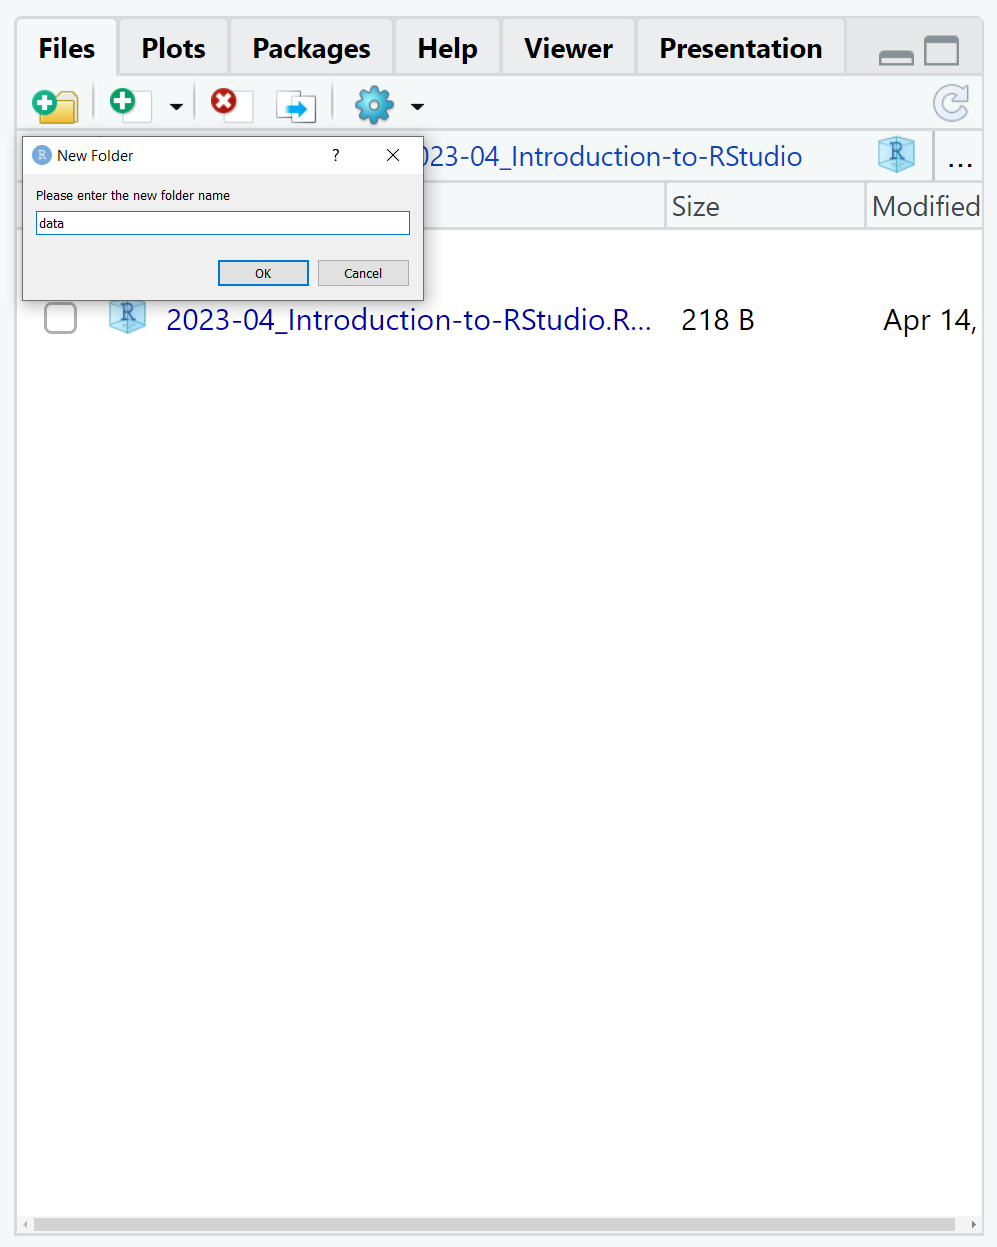 Files Plots Packages Help Viewer Presentation
R New Folder ?
023-04_Introduction-to-RStudio R ...
Please enter the new folder name
Size Modified
data
OK Cancel
R 2023-04_Introduction-to-RStudio.R... 218 B Apr 14,